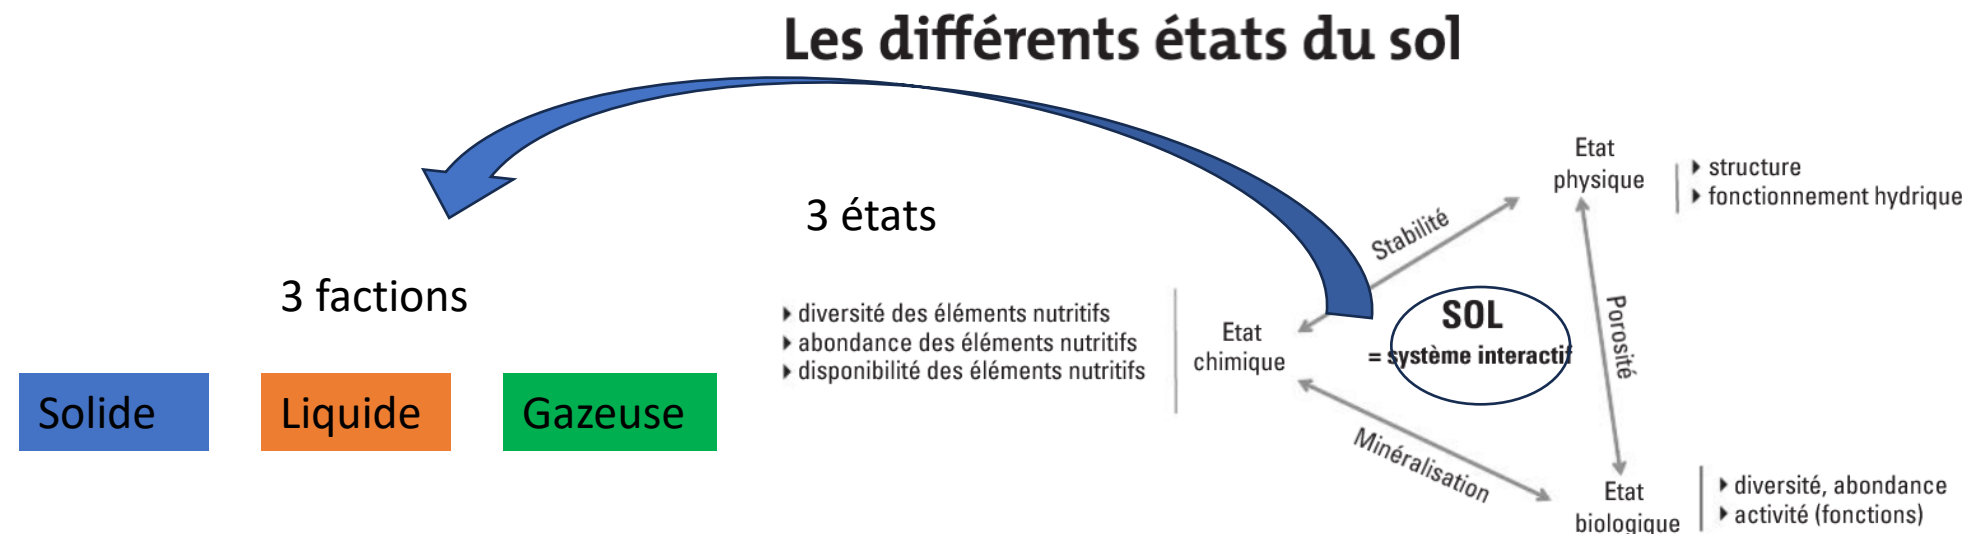 Les différents états du sol
3 états
3 factions
Solide
Liquide
Gazeuse
Etat
physique
structure
fonctionnement hydrique
Stabilité
diversité des éléments nutritifs
abondance des éléments nutritifs
disponibilité des éléments nutritifs
Etat
chimique
SOL
= système interactif
Porosité
Minéralisation
Etat
biologique
diversité, abondance
activité (fonctions)